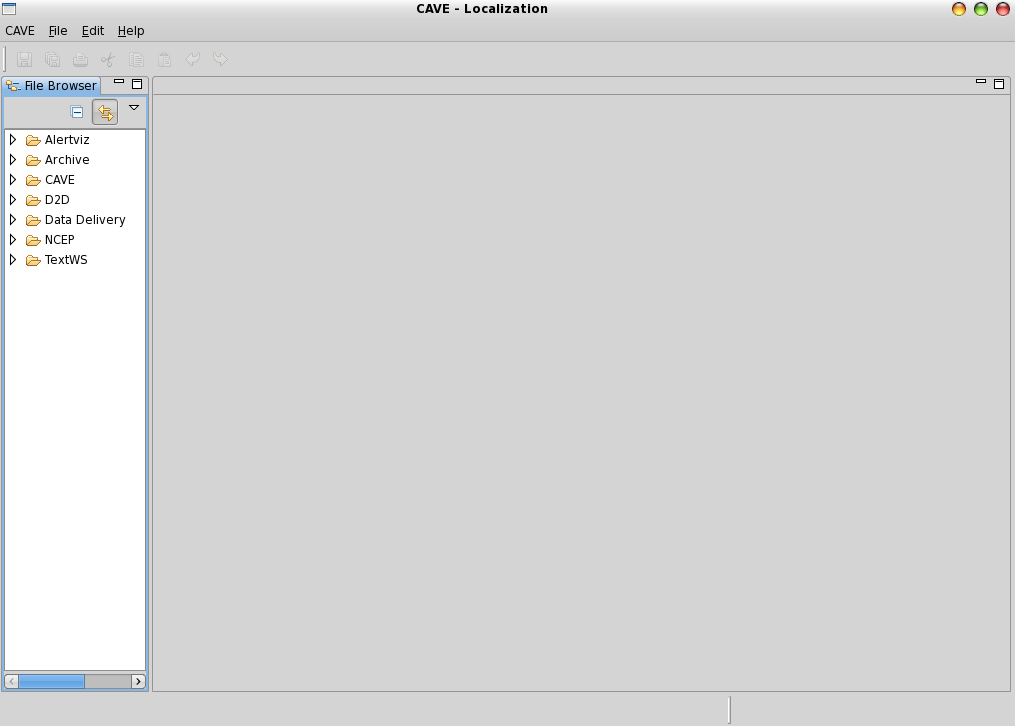 CAVE - Localization
CAVE File Edit Help
File Browser
Alertviz
Archive
CAVE
D2D
Data Delivery
NCEP
TextWS